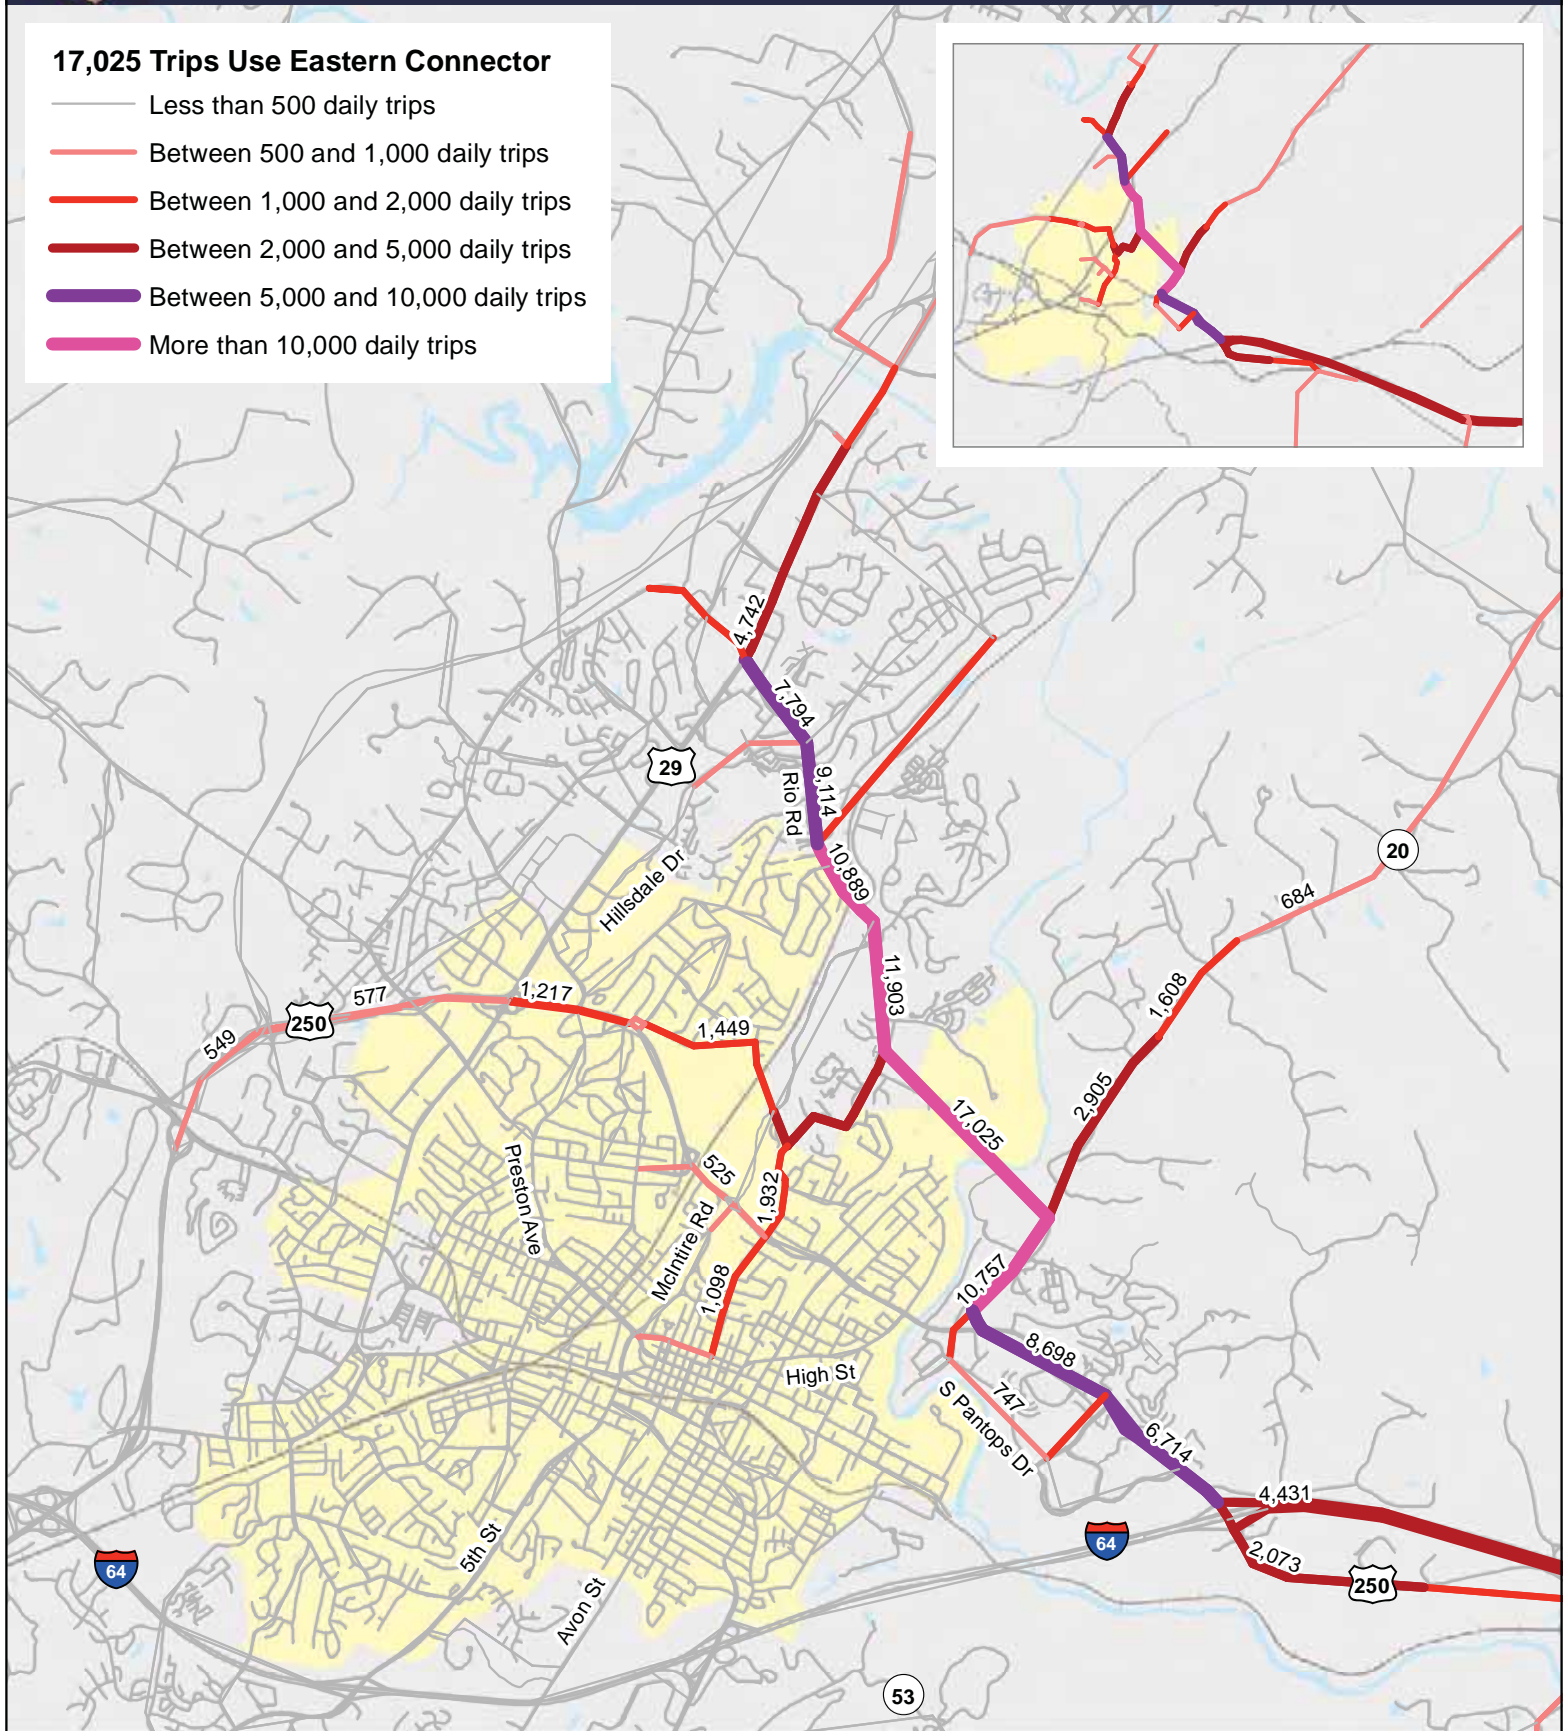 17,025 Trips Use Eastern Connector
Less than 500 daily trips
Between 500 and 1,000 daily trips
Between 1,000 and 2,000 daily trips
Between 2,000 and 5,000 daily trips
Between 5,000 and 10,000 daily trips
More than 10,000 daily trips
4,742
7,794
29
Rio Rd
9,114
10,889
20
Hillsdale Dr
684
11,903
577
1,217
1,608
250
549
1,449
2,905
17,025
Preston Ave
525
1,932
McIntire Rd
1,098
10,757
8,698
High St
747
S Pantops Dr
6,714
4,431
5th St
64
64
2,073
250
Avon St
53